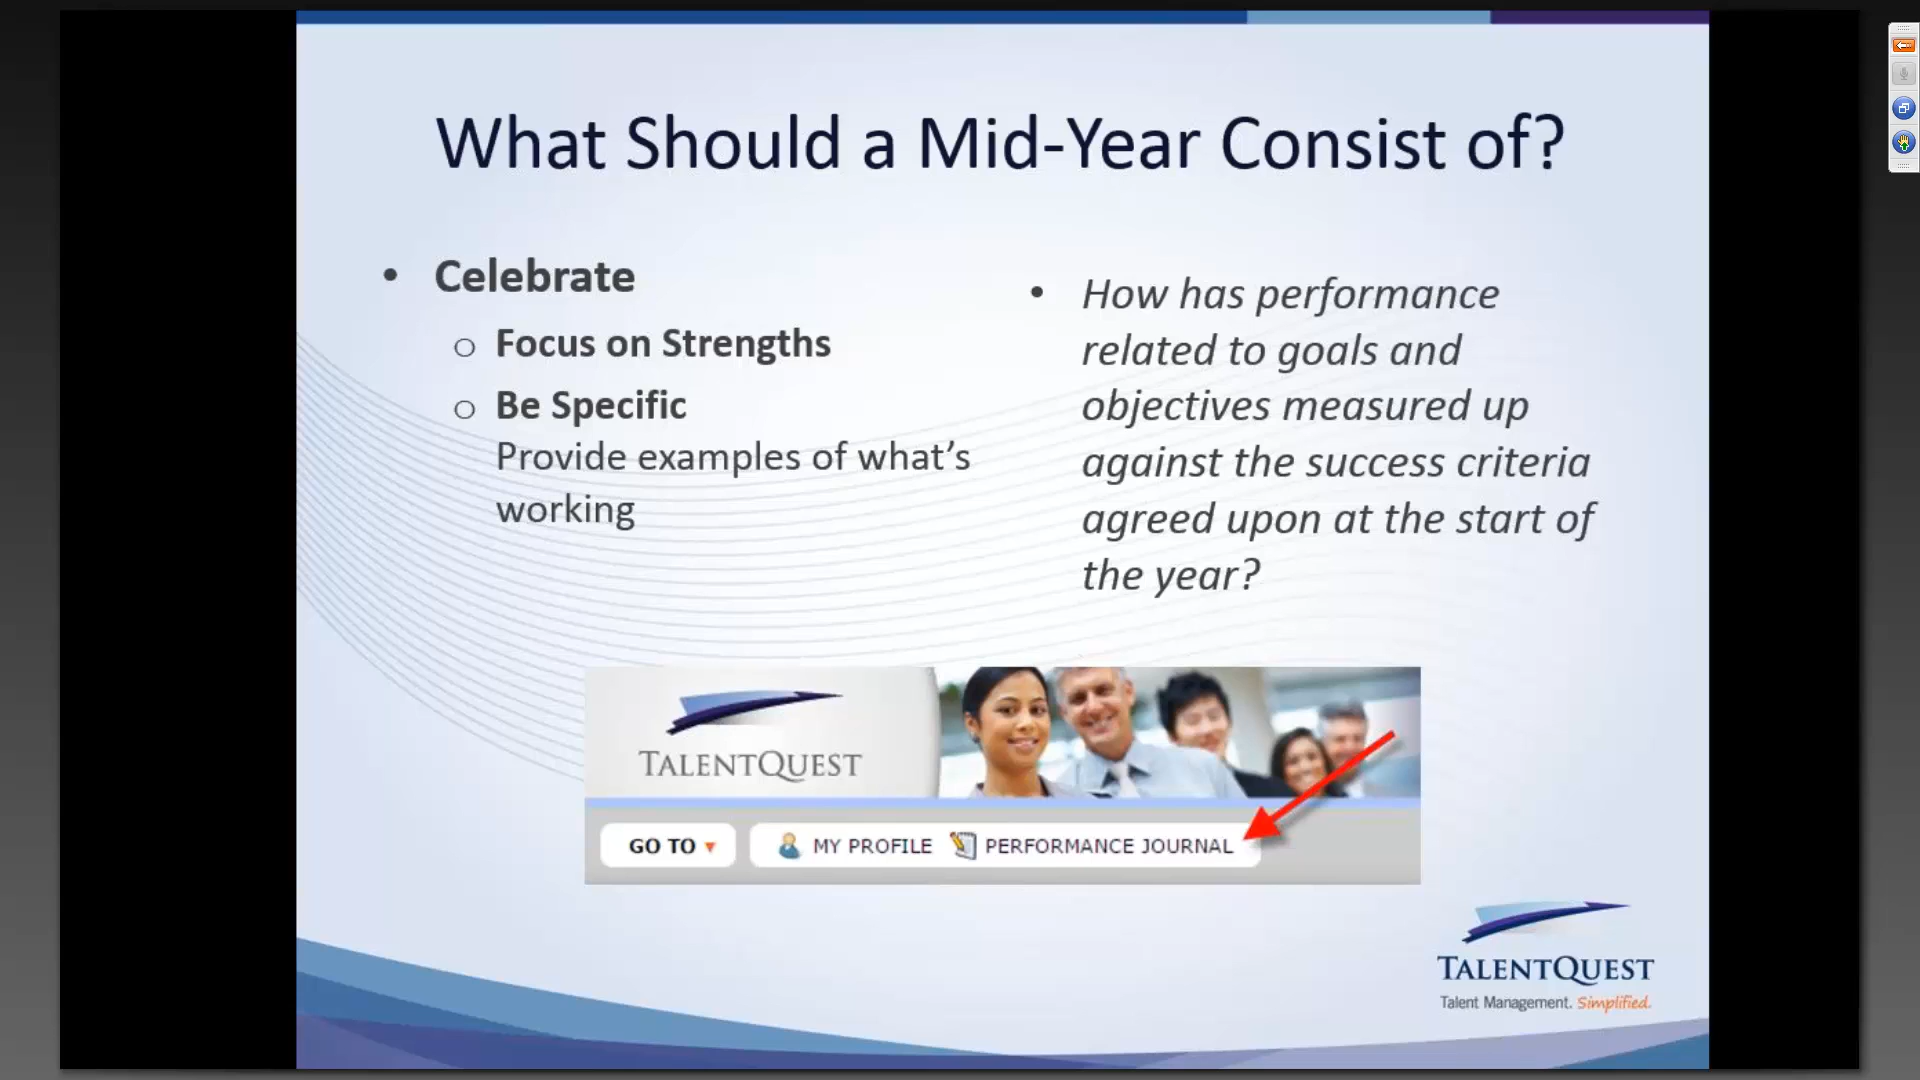 What Should a Mid-Year Consist of?
• Celebrate
o Focus on Strengths
o Be Specific
Provide examples of what's
working
• How has performance
related to goals and
objectives measured up
against the success criteria
agreed upon at the start of
the year?
TALENTQUEST
GO TO MY PROFILE PERFORMANCE JOURNAL
TALENTQUEST
Talent Management. Simplified.